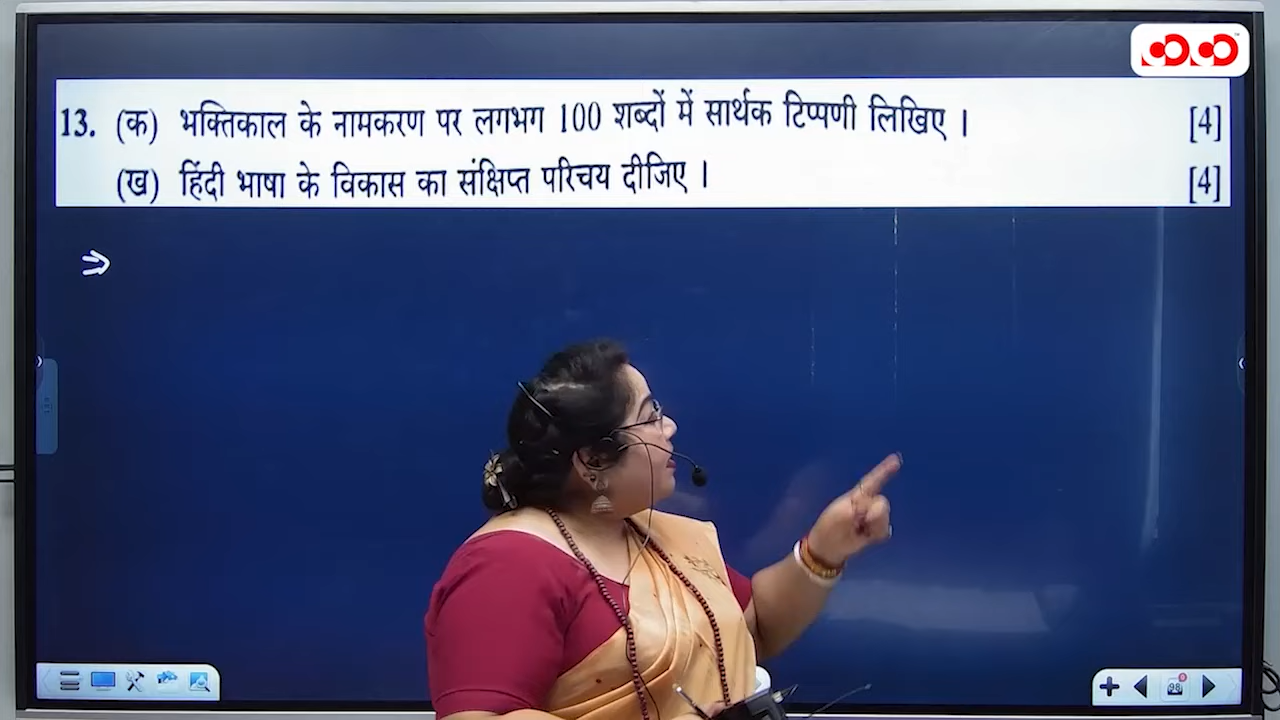 13. (क) भक्तिकाल के नामकरण पर लगभग 100 शब्दों में सार्थक टिप्पणी लिखिए । [4]
(ख) हिंदी भाषा के विकास का संक्षिप्त परिचय दीजिए । [4]